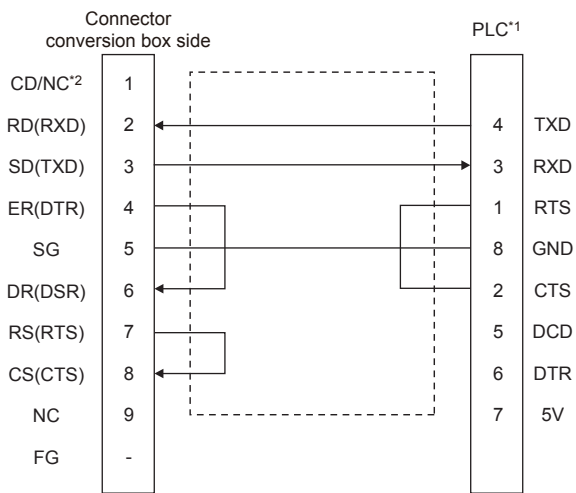 Connector
conversion box side
PLC*1
CD/NC*2 1
RD(RXD) 2 4 TXD
SD(TXD) 3 3 RXD
ER(DTR) 4 1 RTS
SG 5 8 GND
DR(DSR) 6 2 CTS
RS(RTS) 7 5 DCD
CS(CTS) 8 6 DTR
NC 9 7 5V
FG -